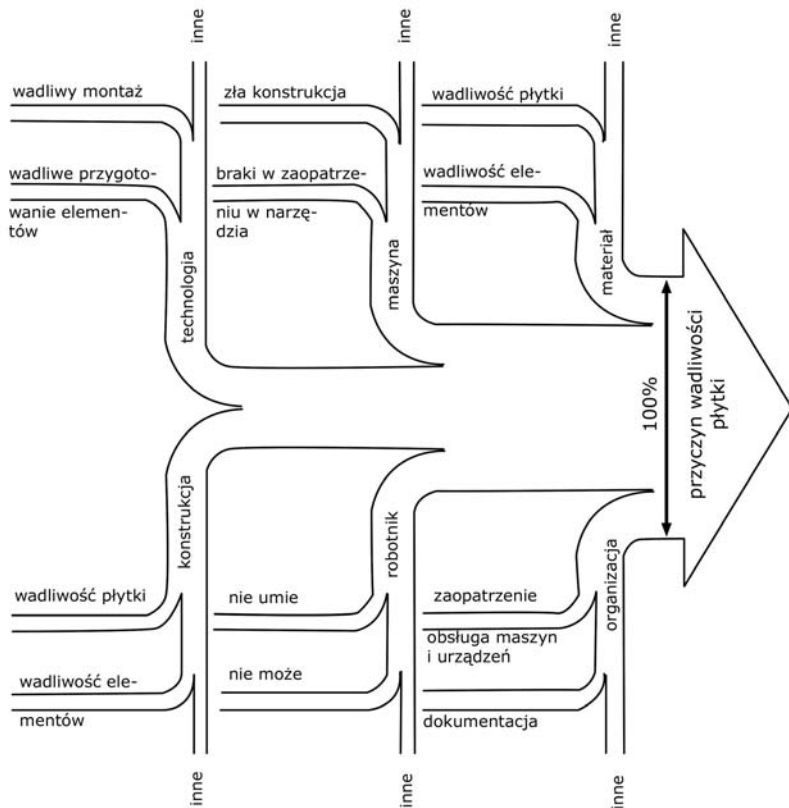 inne
inne
inne
wadliwy montaż
zła konstrukcja
wadliwość płytki
wadliwe przygoto-
wanie elemen-
tów
braki w zaopatrze-
niu w narzę-
dzia
wadliwość ele-
mentów
technologia
maszyna
materiał
100%
przyczyn wadliwości
płytki
konstrukcja
robotnik
organizacja
wadliwość płytki
nie umie
zaopatrzenie
obsługa maszyn
i urządzeń
wadliwość ele-
mentów
nie może
dokumentacja
inne
inne
inne